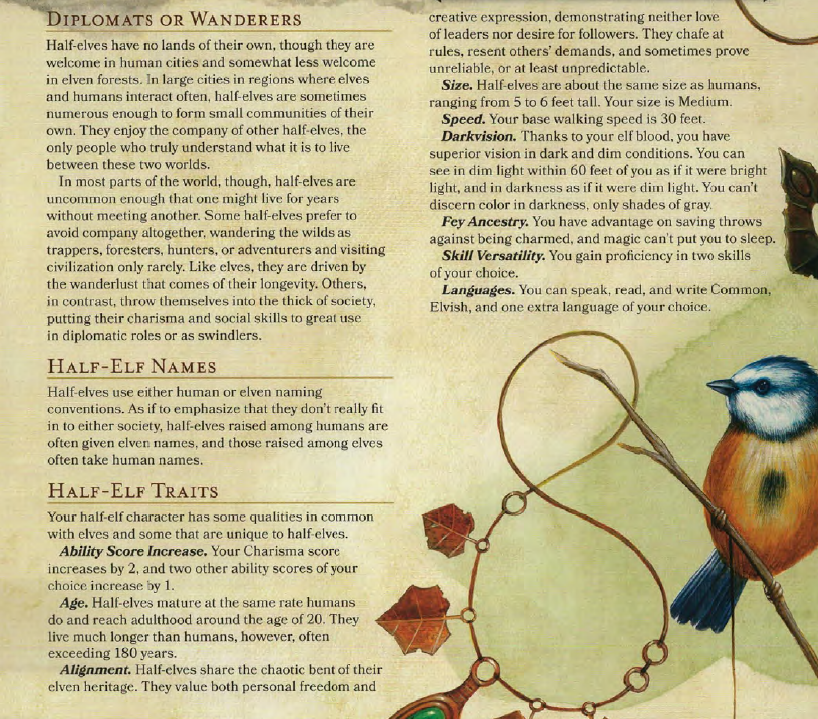 DIPLOMATS OR WANDERERS
Half-elves have no lands of their own, though they are
welcome in human cities and somewhat less welcome
in elven forests. In large cities in regions where elves
and humans interact often, half-elves are sometimes
numerous enough to form small communities of their
own. They enjoy the company of other half-elves, the
only people who truly understand what it is to live
between these two worlds.
In most parts of the world, though, half-elves are
uncommon enough that one might live for years
without meeting another. Some half-elves prefer to
avoid company altogether, wandering the wilds as
trappers, foresters, hunters, or adventurers and visiting
civilization only rarely. Like elves, they are driven by
the wanderlust that comes of their longevity. Others,
in contrast, throw themselves into the thick of society,
putting their charisma and social skills to great use
in diplomatic roles or as swindlers.
HALF-ELF NAMES
Half-elves use either human or elven naming
conventions. As if to emphasize that they don't really fit
in to either society, half-elves raised among humans are
often given elven names, and those raised among elves
often take human names.
HALF-ELF TRAITS
Your half-elf character has some qualities in common
with elves and some that are unique to half-elves.
Ability Score Increase. Your Charisma score
increases by 2, and two other ability scores of your
choice increase by 1.
Age. Half-elves mature at the same rate humans
do and reach adulthood around the age of 20. They
live much longer than humans, however, often
exceeding 180 years.
Alignment. Half-elves share the chaotic bent of their
elven heritage. They value both personal freedom and
creative expression, demonstrating neither love
of leaders nor desire for followers. They chafe at
rules, resent others' demands, and sometimes prove
unreliable, or at least unpredictable.
Size. Half-elves are about the same size as humans,
ranging from 5 to 6 feet tall. Your size is Medium.
Speed. Your base walking speed is 30 feet.
Darkvision. Thanks to your elf blood, you have
superior vision in dark and dim conditions. You can
see in dim light within 60 feet of you as if it were bright
light, and in darkness as if it were dim light. You can't
discern color in darkness, only shades of gray.
Fey Ancestry. You have advantage on saving throws
against being charmed, and magic can't put you to sleep.
Skill Versatility. You gain proficiency in two skills
of your choice.
Languages. You can speak, read, and write Common,
Elvish, and one extra language of your choice.